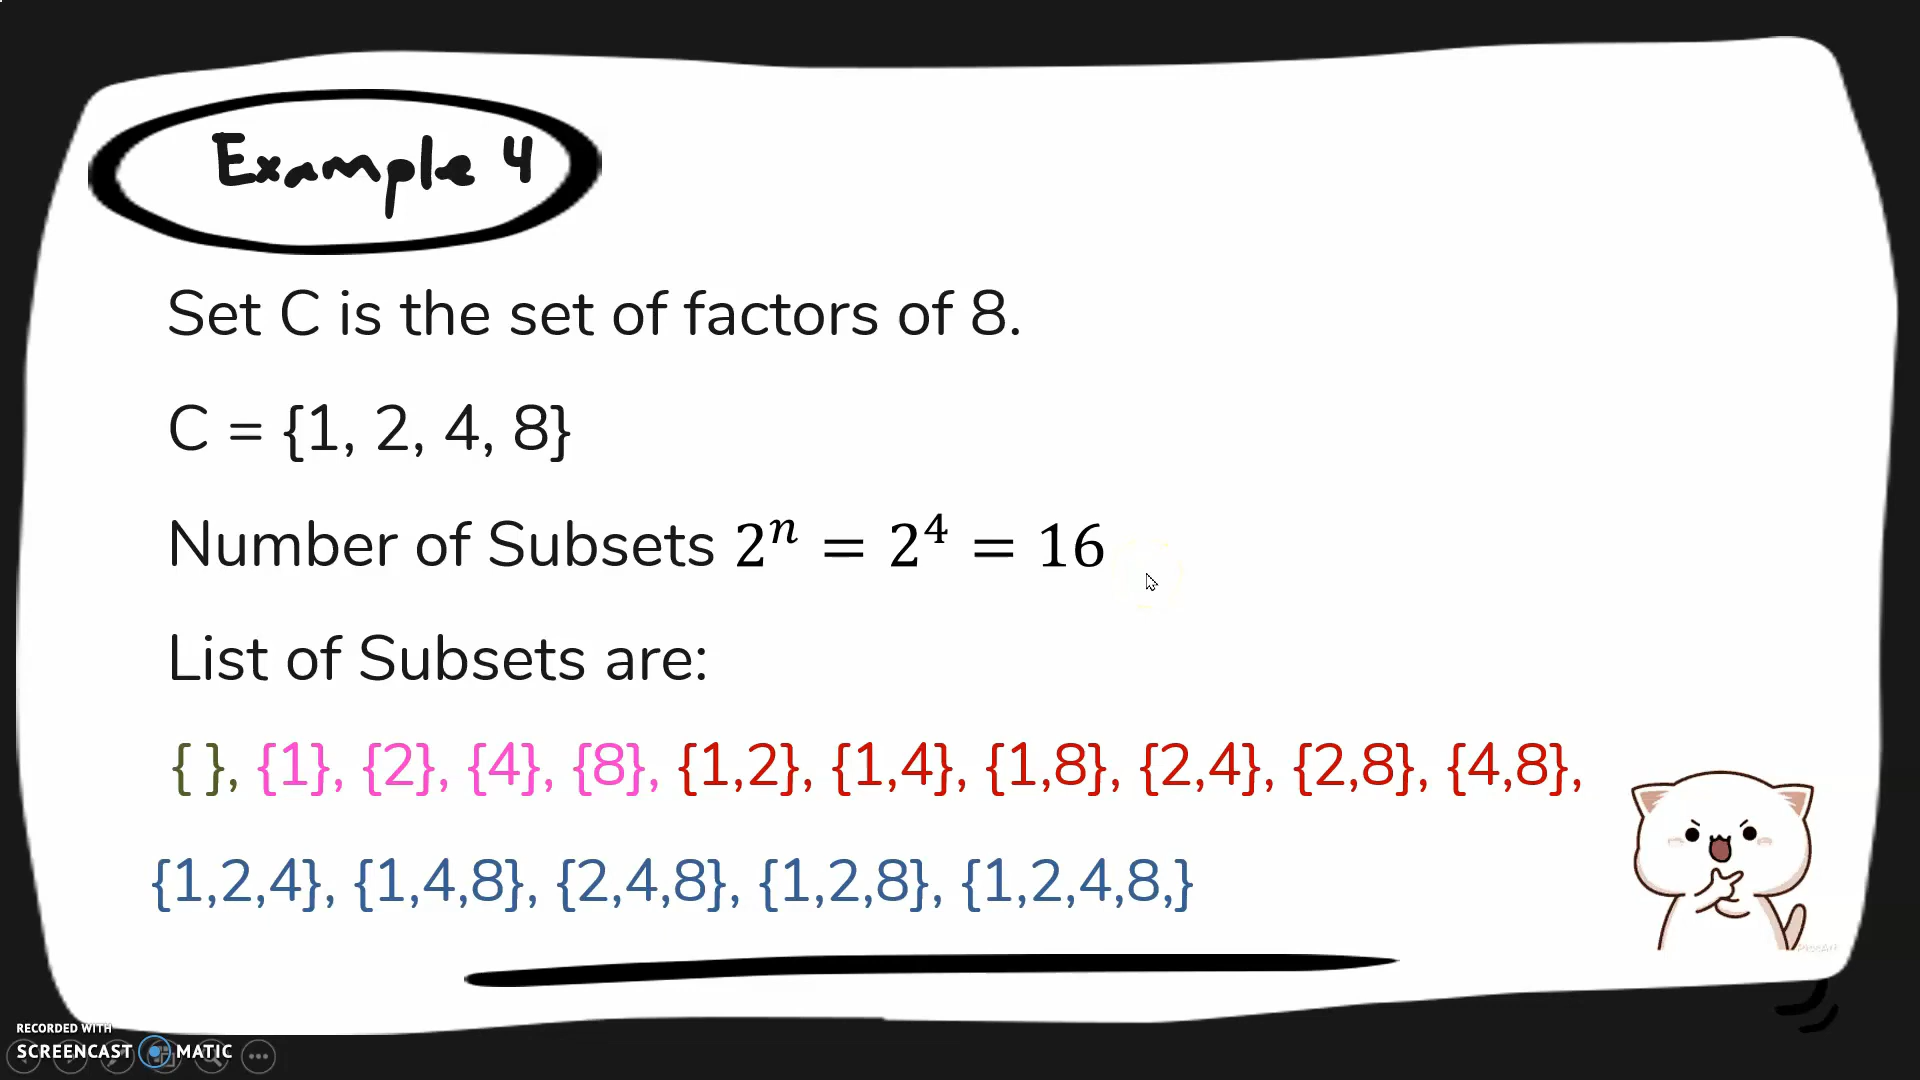 Example 4
Set C is the set of factors of 8.
C = {1, 2, 4, 8}
Number of Subsets 2ⁿ = 2⁴ = 16
List of Subsets are:
{ }, {1}, {2}, {4}, {8}, {1,2}, {1,4}, {1,8}, {2,4}, {2,8}, {4,8},
{1,2,4}, {1,4,8}, {2,4,8}, {1,2,8}, {1,2,4,8,}
RECORDED WITH
SCREENCAST MATIC